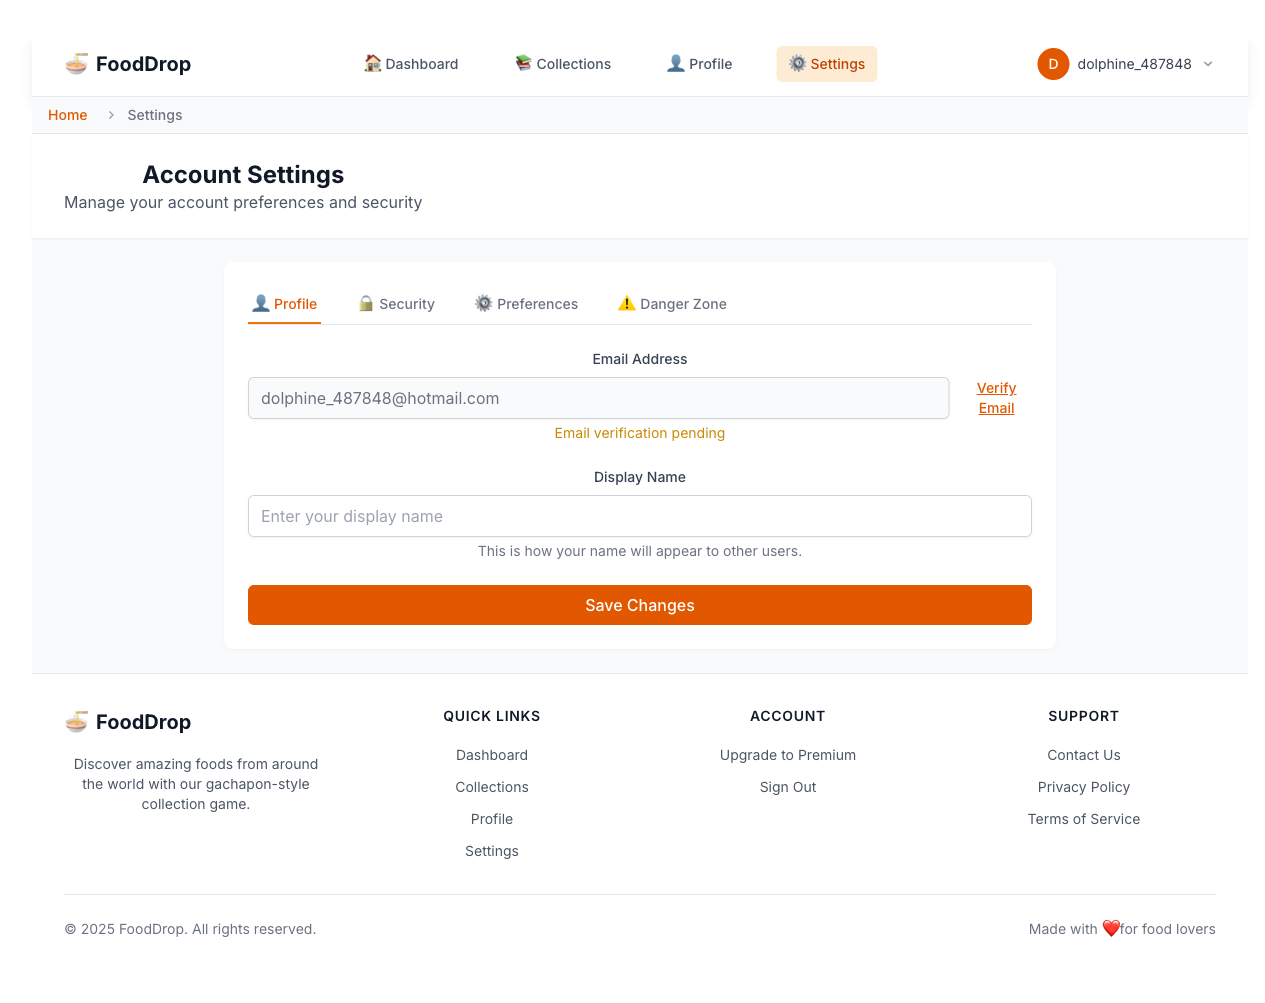 FoodDrop
Dashboard
Collections
Profile
Settings
D
dolphine_487848
Home
Settings
Account Settings
Manage your account preferences and security
Profile
Security
Preferences
Danger Zone
Email Address
dolphine_487848@hotmail.com
Verify
Email
Email verification pending
Display Name
Enter your display name
This is how your name will appear to other users.
Save Changes
FoodDrop
Discover amazing foods from around
the world with our gachapon-style
collection game.
QUICK LINKS
Dashboard
Collections
Profile
Settings
ACCOUNT
Upgrade to Premium
Sign Out
SUPPORT
Contact Us
Privacy Policy
Terms of Service
© 2025 FoodDrop. All rights reserved.
Made with ❤️for food lovers